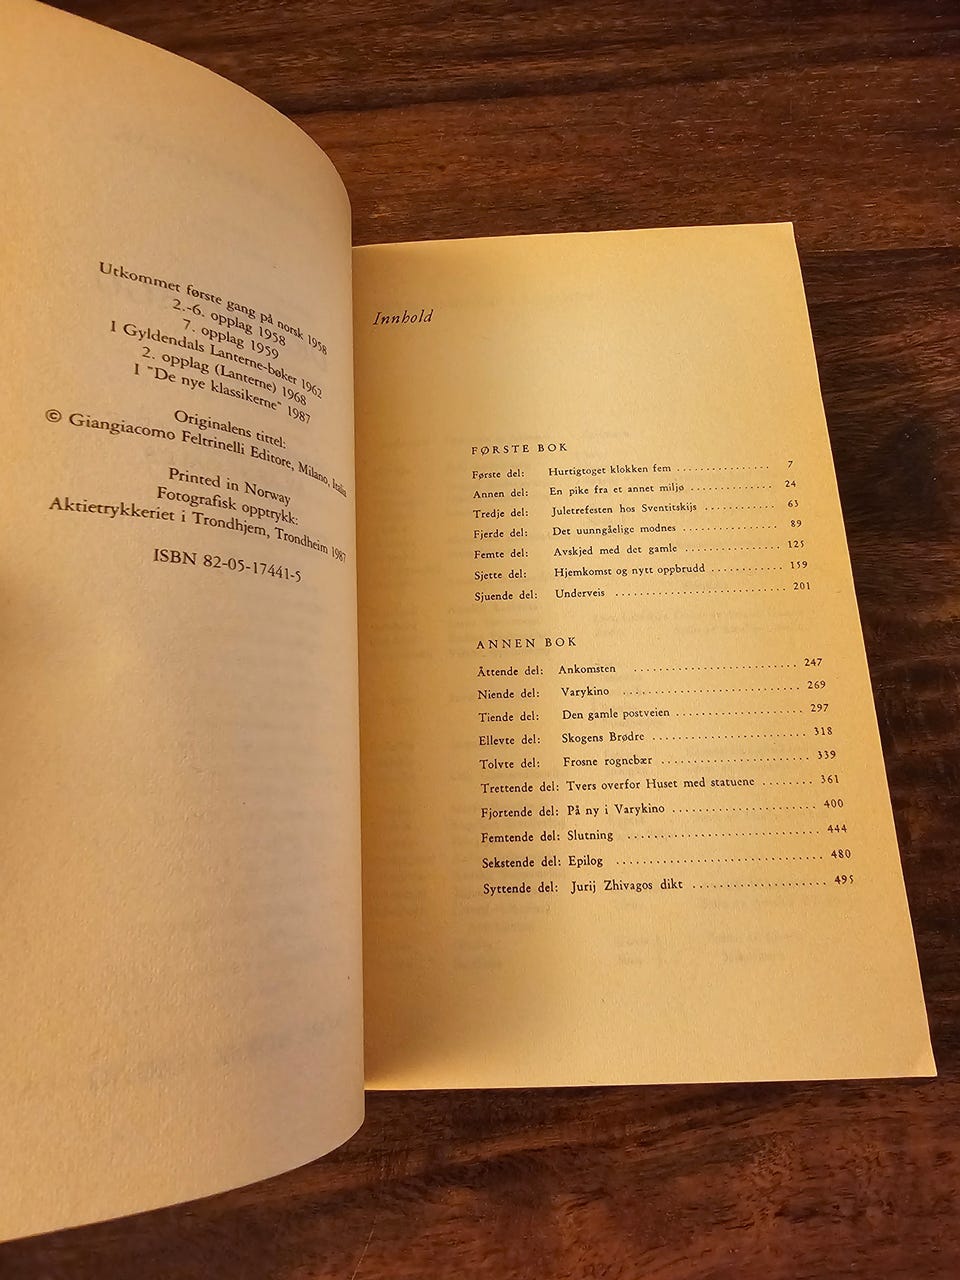 Utkommet første gang på norsk 1958
2.-6. opplag 1958
7. opplag 1959
I Gyldendals Lanterne-bøker 1962
2. opplag (Lanterne) 1968
I "De nye klassikerne" 1987
Originalens tittel:
© Giangiacomo Feltrinelli Editore, Milano, Italia
Printed in Norway
Fotografisk opptrykk:
Aktietrykkeriet i Trondhjem, Trondheim 1987
ISBN 82-05-17441-5
Innhold
FØRSTE BOK
Første del: Hurtigtoget klokken fem . . . . . . . . . . . . . . . 7
Annen del: En pike fra et annet miljø . . . . . . . . . . . . . . 24
Tredje del: Juletrefesten hos Sventitskijs . . . . . . . . . . . . 63
Fjerde del: Det uunngåelige modnes . . . . . . . . . . . . . . . 89
Femte del: Avskjed med det gamle . . . . . . . . . . . . . . . 125
Sjette del: Hjemkomst og nytt oppbrudd . . . . . . . . . . . . 159
Sjuende del: Underveis . . . . . . . . . . . . . . . . . . . . . . . . 201
ANNEN BOK
Åttende del: Ankomsten . . . . . . . . . . . . . . . . . . . . . . . 247
Niende del: Varykino . . . . . . . . . . . . . . . . . . . . . . . . . 269
Tiende del: Den gamle postveien . . . . . . . . . . . . . . . . . 297
Ellevte del: Skogens Brødre . . . . . . . . . . . . . . . . . . . . . 318
Tolvte del: Frosne rognebær . . . . . . . . . . . . . . . . . . . . 339
Trettende del: Tvers overfor Huset med statuene . . . . . . . . 361
Fjortende del: På ny i Varykino . . . . . . . . . . . . . . . . . . . 400
Femtende del: Slutning . . . . . . . . . . . . . . . . . . . . . . . . 444
Sekstende del: Epilog . . . . . . . . . . . . . . . . . . . . . . . . . 480
Syttende del: Jurij Zhivagos dikt . . . . . . . . . . . . . . . . . . 495